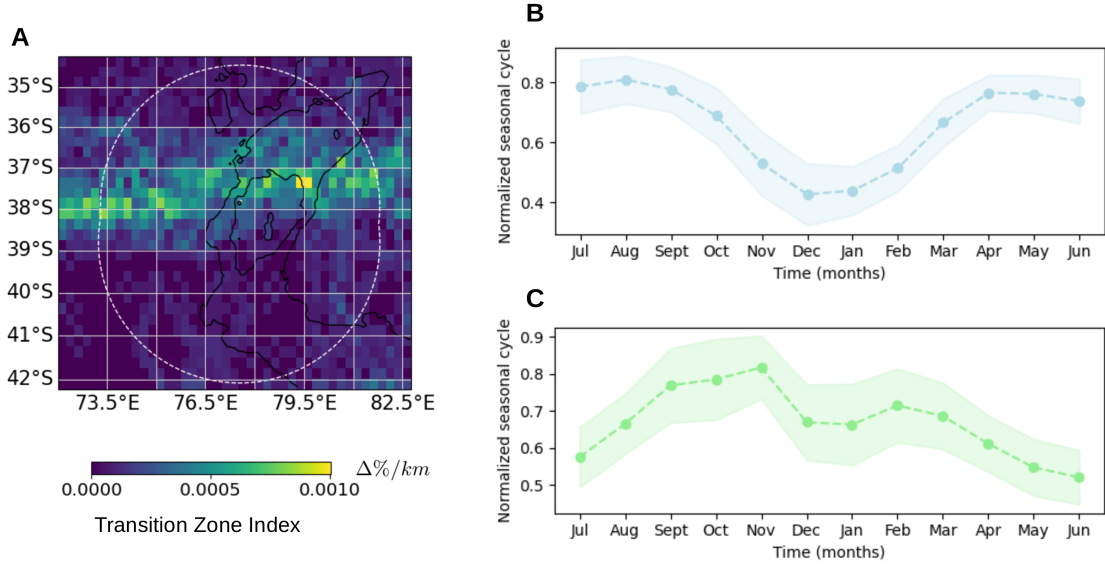 A
35°S
36°S
37°S
38°S
39°S
40°S
41°S
42°S
73.5°E 76.5°E 79.5°E 82.5°E
Δ%/km
0.0000 0.0005 0.0010
Transition Zone Index
B
Normalized seasonal cycle
0.8
0.6
0.4
Jul Aug Sept Oct Nov Dec Jan Feb Mar Apr May Jun
Time (months)
C
Normalized seasonal cycle
0.9
0.8
0.7
0.6
0.5
Jul Aug Sept Oct Nov Dec Jan Feb Mar Apr May Jun
Time (months)